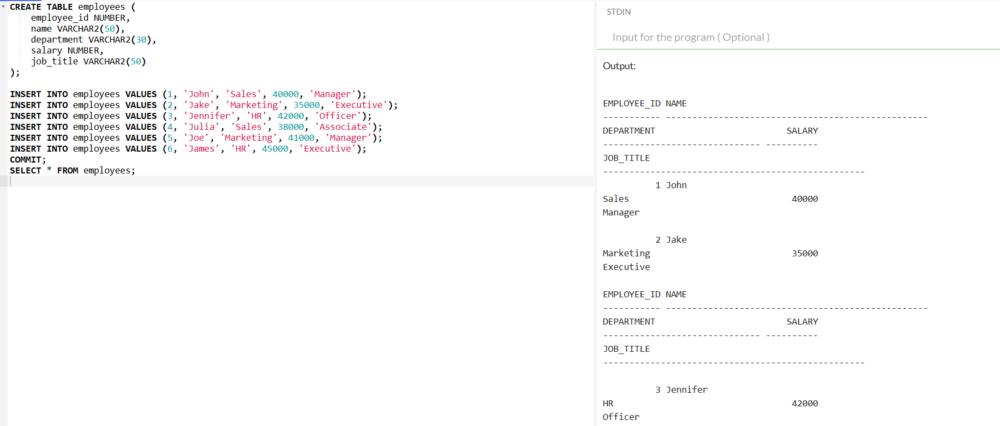 CREATE TABLE employees (
    employee_id NUMBER,
    name VARCHAR2(50),
    department VARCHAR2(30),
    salary NUMBER,
    job_title VARCHAR2(50)
);

INSERT INTO employees VALUES (1, 'John', 'Sales', 40000, 'Manager');
INSERT INTO employees VALUES (2, 'Jake', 'Marketing', 35000, 'Executive');
INSERT INTO employees VALUES (3, 'Jennifer', 'HR', 42000, 'Officer');
INSERT INTO employees VALUES (4, 'Julia', 'Sales', 38000, 'Associate');
INSERT INTO employees VALUES (5, 'Joe', 'Marketing', 41000, 'Manager');
INSERT INTO employees VALUES (6, 'James', 'HR', 45000, 'Executive');
COMMIT;
SELECT * FROM employees;
STDIN
Input for the program ( Optional )
Output:
EMPLOYEE_ID NAME
----------- --------------------------------------------------
DEPARTMENT                         SALARY
------------------------------ ----------
JOB_TITLE
--------------------------------------------------
          1 John
Sales                               40000
Manager

          2 Jake
Marketing                           35000
Executive

EMPLOYEE_ID NAME
----------- --------------------------------------------------
DEPARTMENT                         SALARY
------------------------------ ----------
JOB_TITLE
--------------------------------------------------

          3 Jennifer
HR                                  42000
Officer